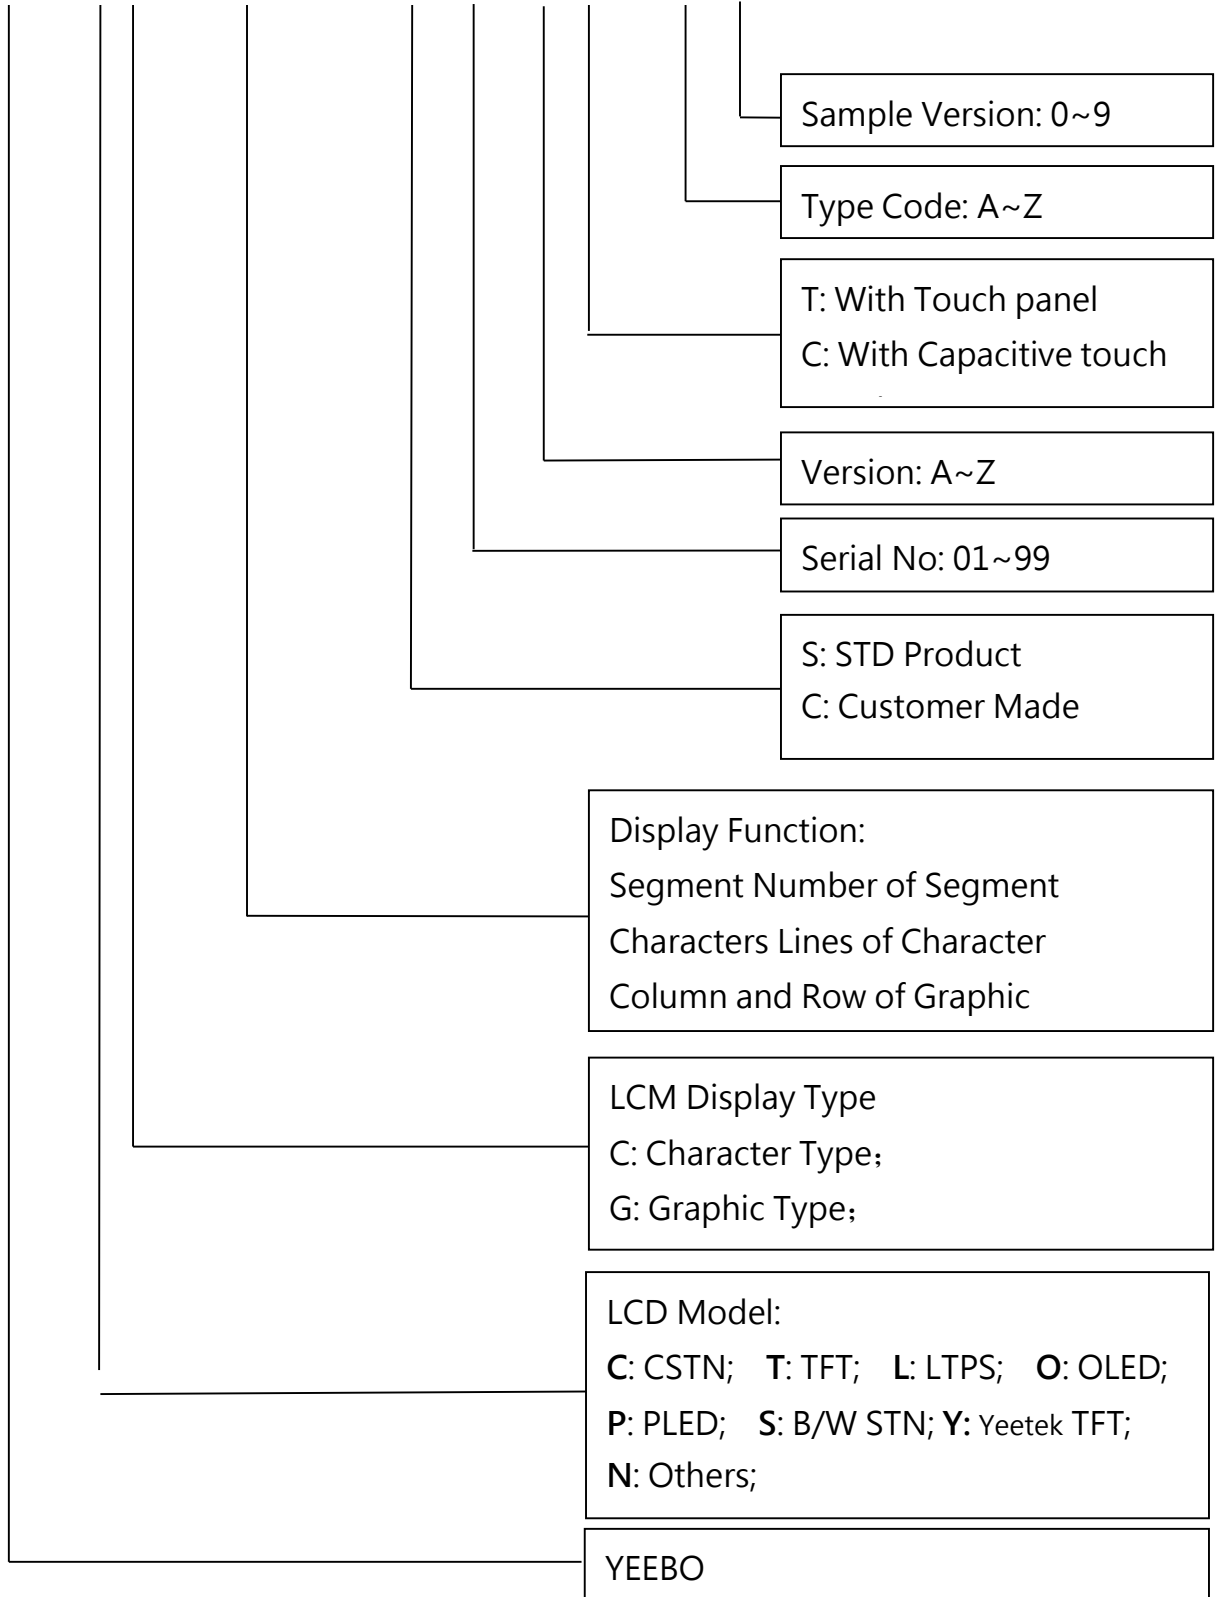 Sample Version: 0~9
Type Code: A~Z
T: With Touch panel
C: With Capacitive touch
Version: A~Z
Serial No: 01~99
S: STD Product
C: Customer Made
Display Function:
Segment Number of Segment
Characters Lines of Character
Column and Row of Graphic
LCM Display Type
C: Character Type；
G: Graphic Type；
LCD Model:
C: CSTN; T: TFT; L: LTPS; O: OLED;
P: PLED; S: B/W STN; Y: Yeetek TFT;
N: Others;
YEEBO